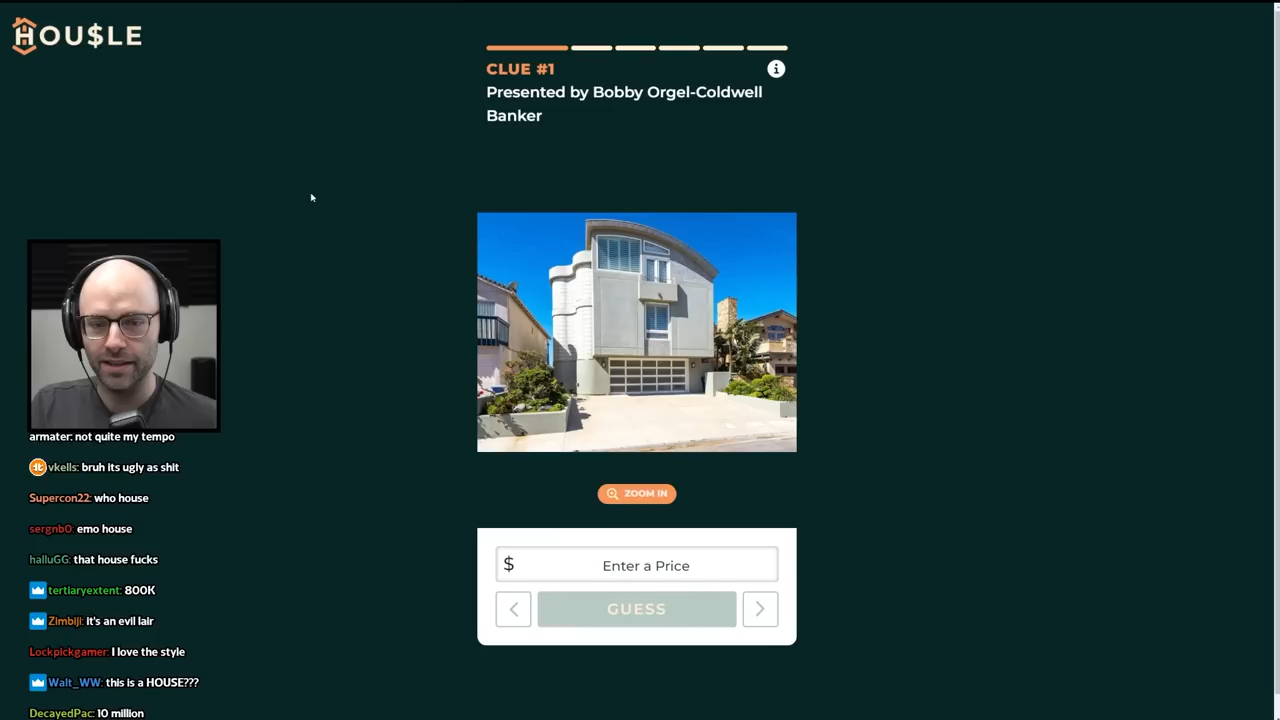 HOU$LE
CLUE #1
Presented by Bobby Orgel-Coldwell
Banker
ZOOM IN
$ Enter a Price
GUESS
armater: not quite my tempo
vkells: bruh its ugly as shit
Supercon22: who house
sergnb0: emo house
halluGG: that house fucks
tertiaryextent: 800K
Zimbiji: it's an evil lair
Lockpickgamer: I love the style
Walt_WW: this is a HOUSE???
DecayedPac: 10 million